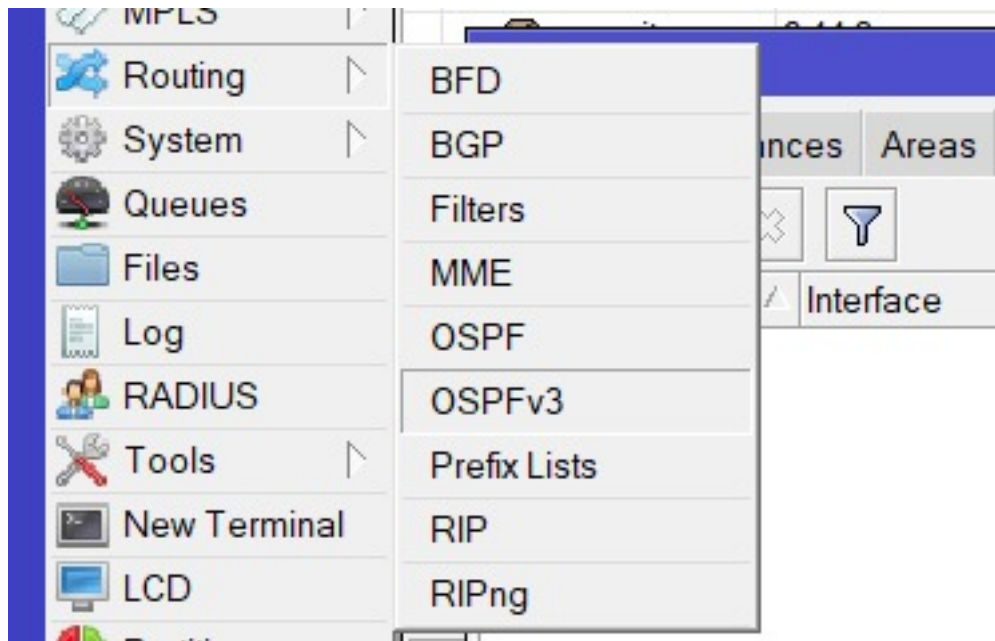 MPLS
Routing
System
Queues
Files
Log
RADIUS
Tools
New Terminal
LCD
BFD
BGP
Filters
MME
OSPF
OSPFv3
Prefix Lists
RIP
RIPng
Areas
Interface